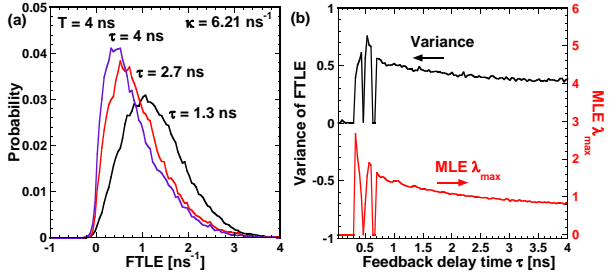 (a)
T = 4 ns
κ = 6.21 ns-1
τ = 4 ns
τ = 2.7 ns
τ = 1.3 ns
Probability
0.05
0.04
0.03
0.02
0.01
0
-1 0 1 2 3 4
FTLE [ns-1]
(b)
Variance
MLE λmax
Variance of FTLE
1
0.5
0
-0.5
-1
0.5 1 1.5 2 2.5 3 3.5 4
Feedback delay time τ [ns]
MLE λmax
6
5
4
3
2
1
0